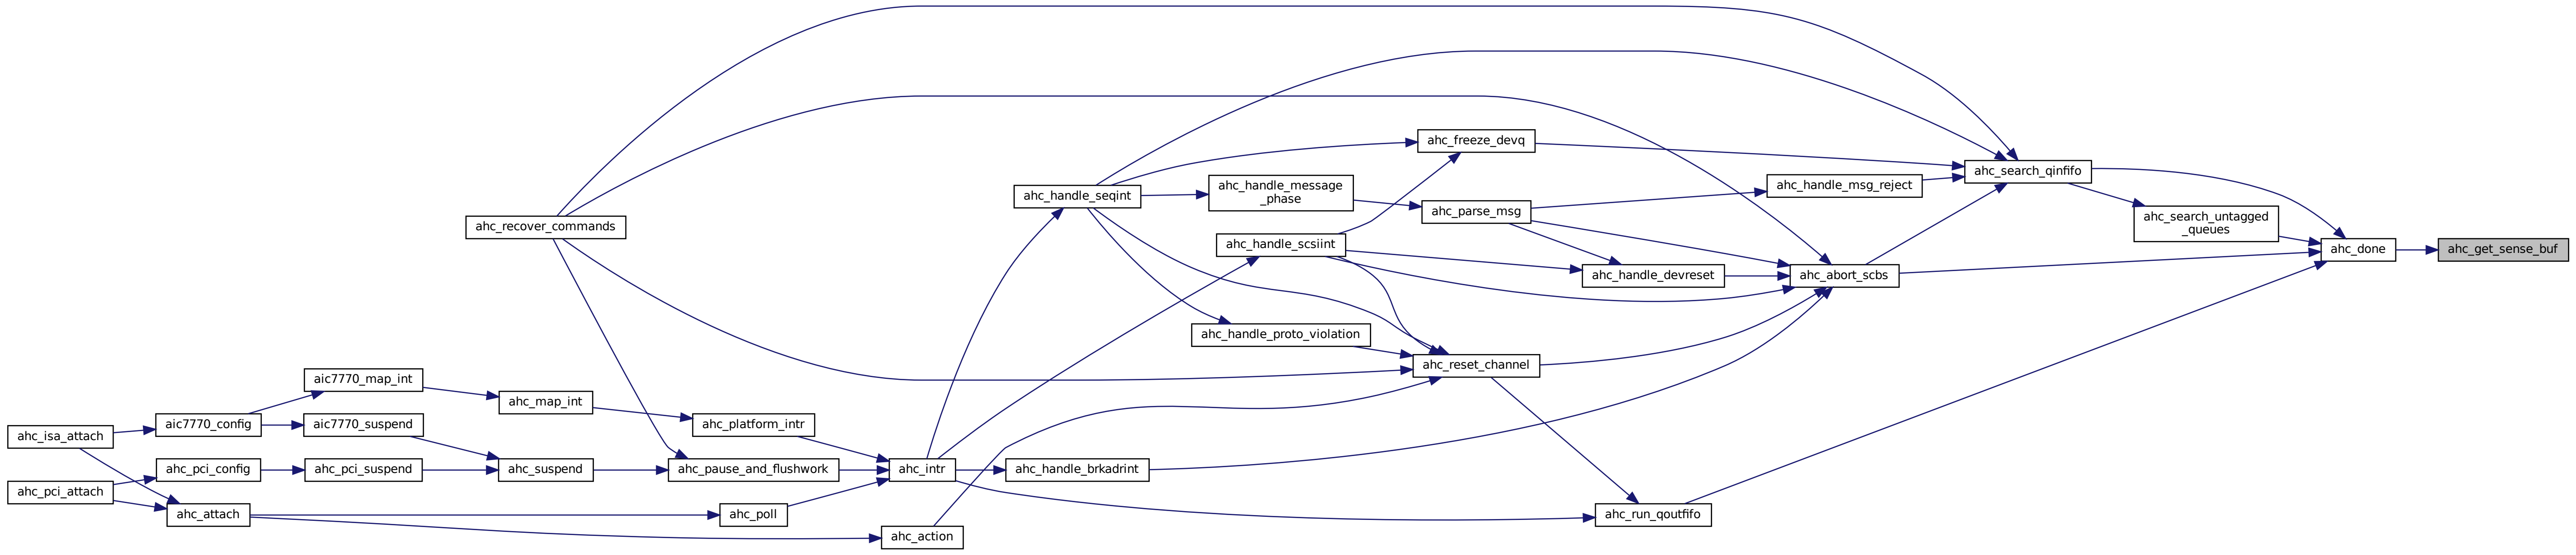 ahc_freeze_devq
ahc_search_qinfifo
ahc_handle_seqint
ahc_handle_message
_phase
ahc_handle_msg_reject
ahc_parse_msg
ahc_search_untagged
_queues
ahc_recover_commands
ahc_handle_scsiint
ahc_done
ahc_get_sense_buf
ahc_handle_devreset
ahc_abort_scbs
ahc_handle_proto_violation
ahc_reset_channel
aic7770_map_int
ahc_map_int
aic7770_config
aic7770_suspend
ahc_platform_intr
ahc_isa_attach
ahc_pci_config
ahc_pci_suspend
ahc_suspend
ahc_pause_and_flushwork
ahc_intr
ahc_handle_brkadrint
ahc_pci_attach
ahc_attach
ahc_poll
ahc_run_qoutfifo
ahc_action